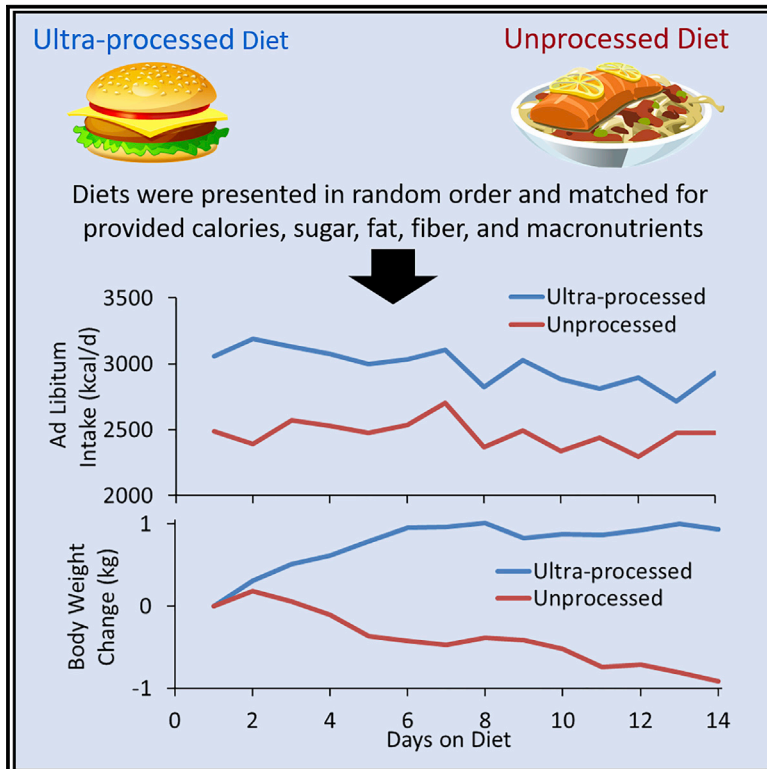 Ultra-processed Diet
Unprocessed Diet
Diets were presented in random order and matched for
provided calories, sugar, fat, fiber, and macronutrients
Ad Libitum
Intake (kcal/d)
3500
3000
2500
2000
Ultra-processed
Unprocessed
Body Weight
Change (kg)
1
0
-1
Ultra-processed
Unprocessed
0 2 4 6 8 10 12 14
Days on Diet